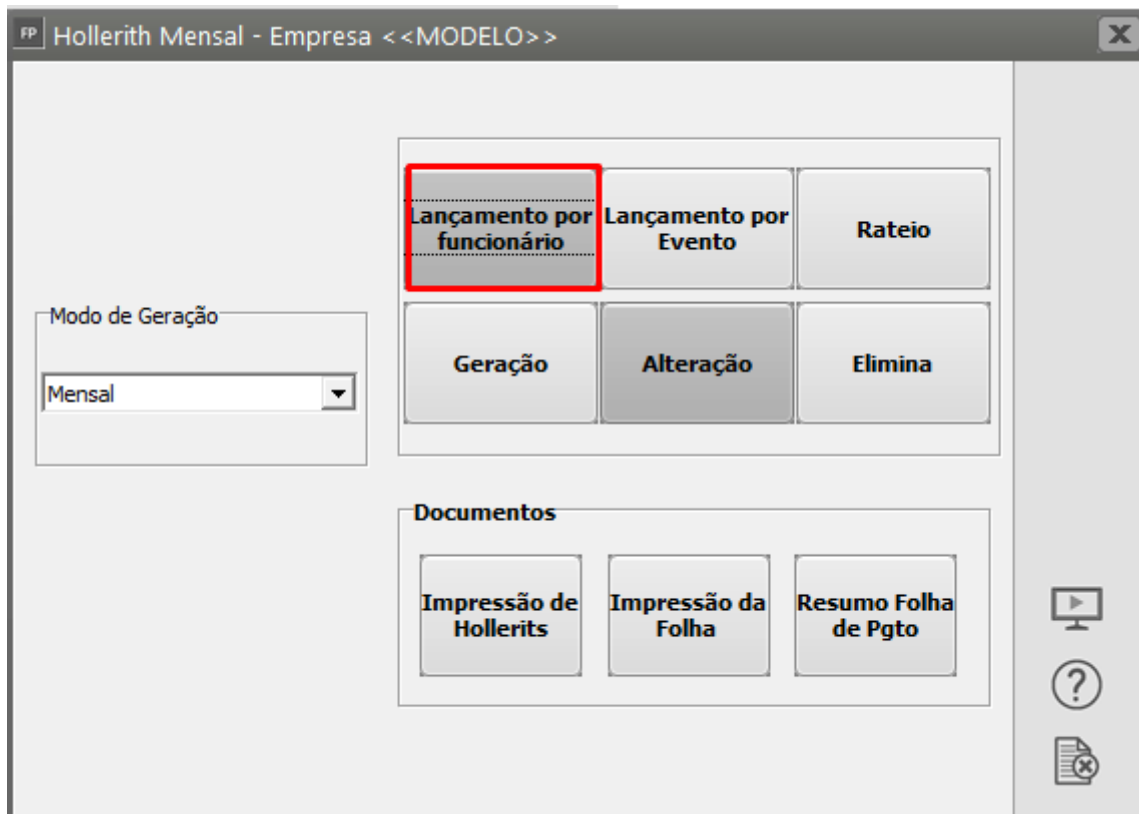 FP Hollerith Mensal - Empresa <<MODELO>>
Lançamento por
funcionário
Lançamento por
Evento
Rateio
Modo de Geração
Mensal
Geração
Alteração
Elimina
Documentos
Impressão de
Hollerits
Impressão da
Folha
Resumo Folha
de Pgto